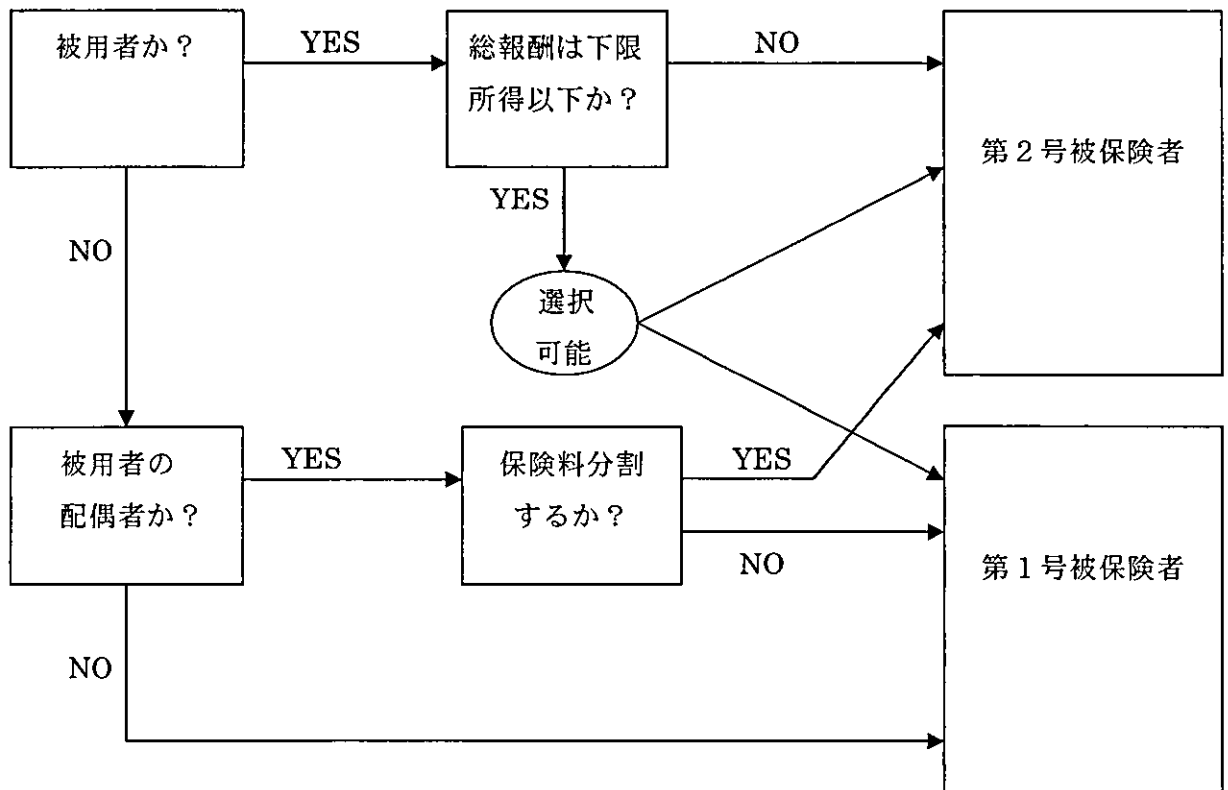 被用者か？
YES
総報酬は下限
所得以下か？
NO
第２号被保険者
YES
NO
選択
可能
被用者の
配偶者か？
YES
保険料分割
するか？
YES
NO
第１号被保険者
NO